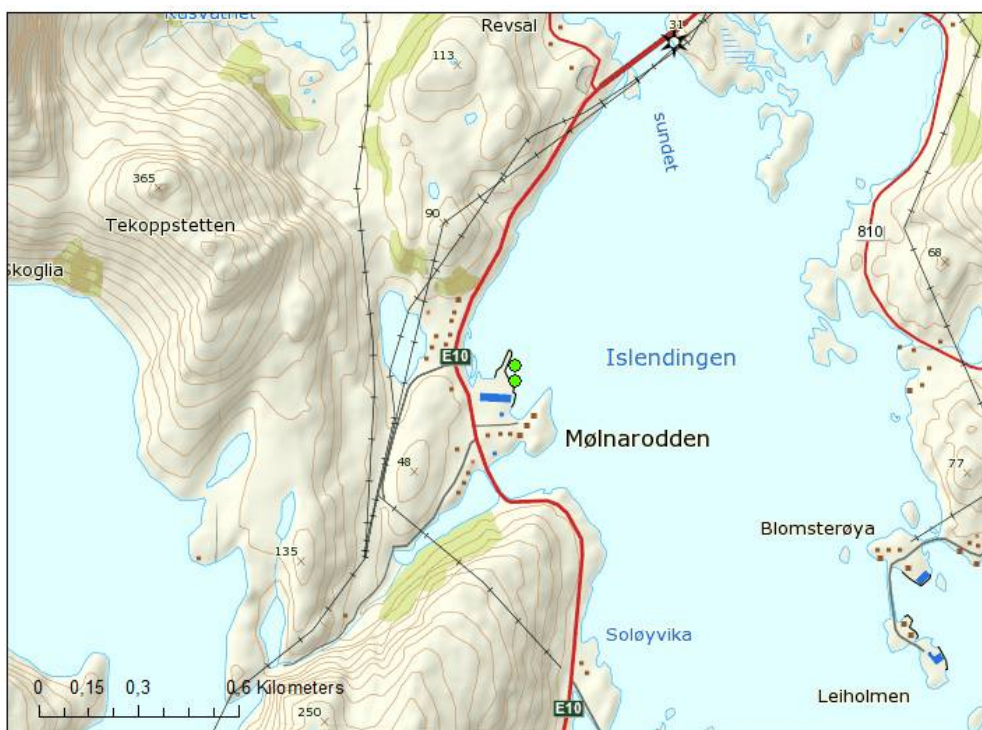 Revsal
31
113
sundet
365
Tekoppstetten
90
810
68
Skoglia
E10
Islendingen
Mølnarodden
48
77
Blomsterøya
135
Soløyvika
0 0,15 0,3 0,6 Kilometers
Leiholmen
250
E10